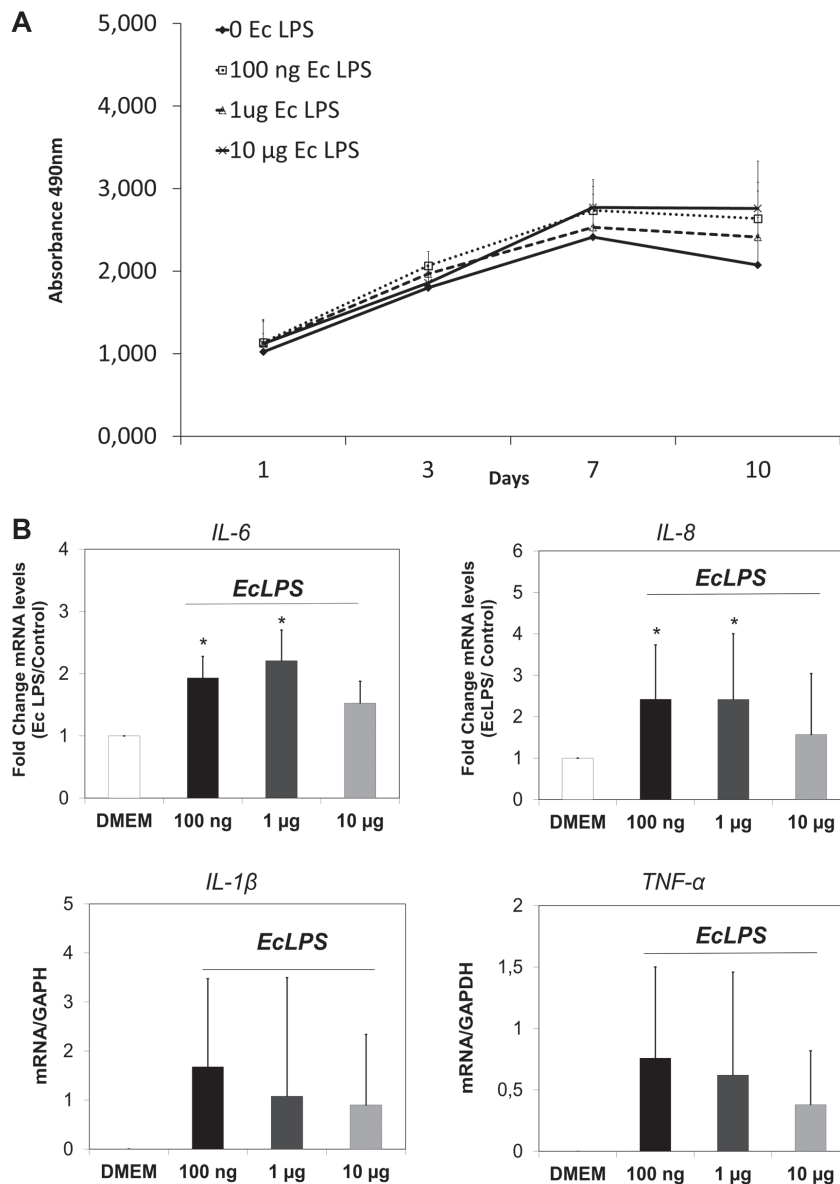 A
5,000
4,000
3,000
2,000
1,000
0,000
Absorbance 490nm
0 Ec LPS
100 ng Ec LPS
1ug Ec LPS
10 µg Ec LPS
1 3 7 10
Days
B
IL-6
Fold Change mRNA levels
(Ec LPS/Control)
4
3
2
1
0
EcLPS
* *
DMEM 100 ng 1 µg 10 µg
IL-8
Fold Change mRNA levels
(EcLPS/ Control)
6
5
4
3
2
1
0
EcLPS
* *
DMEM 100 ng 1 µg 10 µg
IL-1β
mRNA/GAPH
5
4
3
2
1
0
EcLPS
DMEM 100 ng 1 µg 10 µg
TNF-α
mRNA/GAPDH
2
1,5
1
0,5
0
EcLPS
DMEM 100 ng 1 µg 10 µg